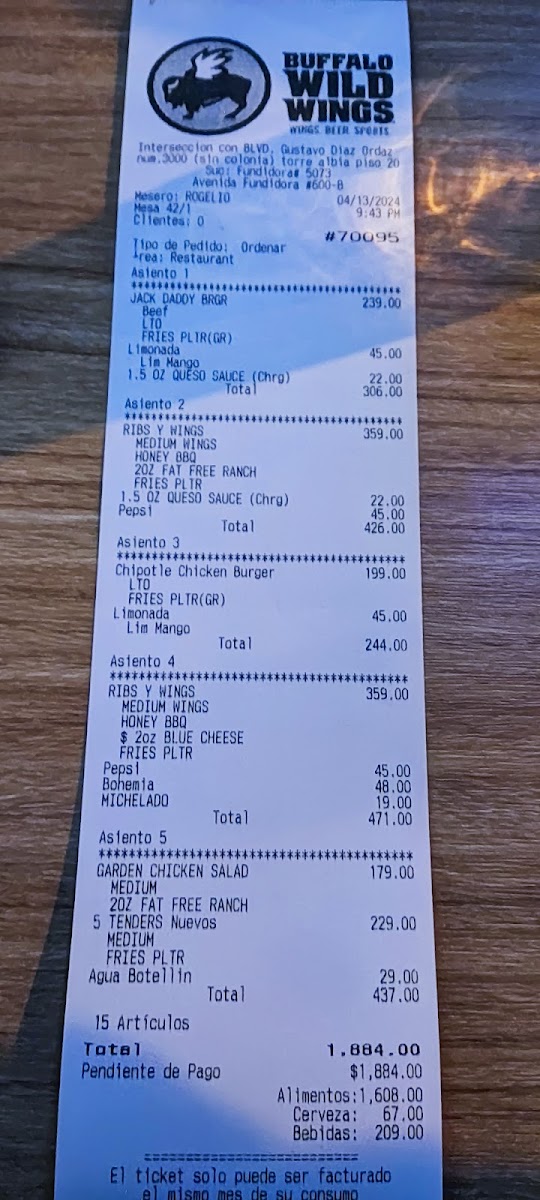 BUFFALO
WILD
WINGS
WINGS BEER SPORTS
Interseccion con BLVD. Gustavo Diaz Ordaz
num.3000 (sin colonia) torre albia piso 20
Suc: Fundidora# 5073
Avenida Fundidora #600-B
Mesero: ROGELIO 04/13/2024
Mesa 42/1 9:43 PM
Clientes: 0
#70095
Tipo de Pedido: Ordenar
Area: Restaurant
Asiento 1
****************************************
JACK DADDY BRGR 239.00
Beef
LTO
FRIES PLTR(GR)
Limonada 45.00
Lim Mango
1.5 OZ QUESO SAUCE (Chrg) 22.00
Total 306.00
Asiento 2
****************************************
RIBS Y WINGS 359.00
MEDIUM WINGS
HONEY BBQ
2OZ FAT FREE RANCH
FRIES PLTR
1.5 OZ QUESO SAUCE (Chrg) 22.00
Pepsi 45.00
Total 426.00
Asiento 3
****************************************
Chipotle Chicken Burger 199.00
LTO
FRIES PLTR(GR)
Limonada 45.00
Lim Mango
Total 244.00
Asiento 4
****************************************
RIBS Y WINGS 359.00
MEDIUM WINGS
HONEY BBQ
$ 2oz BLUE CHEESE
FRIES PLTR
Pepsi 45.00
Bohemia 48.00
MICHELADO 19.00
Total 471.00
Asiento 5
****************************************
GARDEN CHICKEN SALAD 179.00
MEDIUM
2OZ FAT FREE RANCH
5 TENDERS Nuevos 229.00
MEDIUM
FRIES PLTR
Agua Botellin 29.00
Total 437.00
15 Artículos
Total 1,884.00
Pendiente de Pago $1,884.00
Alimentos:1,608.00
Cerveza: 67.00
Bebidas: 209.00
========================
El ticket solo puede ser facturado
el mismo mes de su consumo